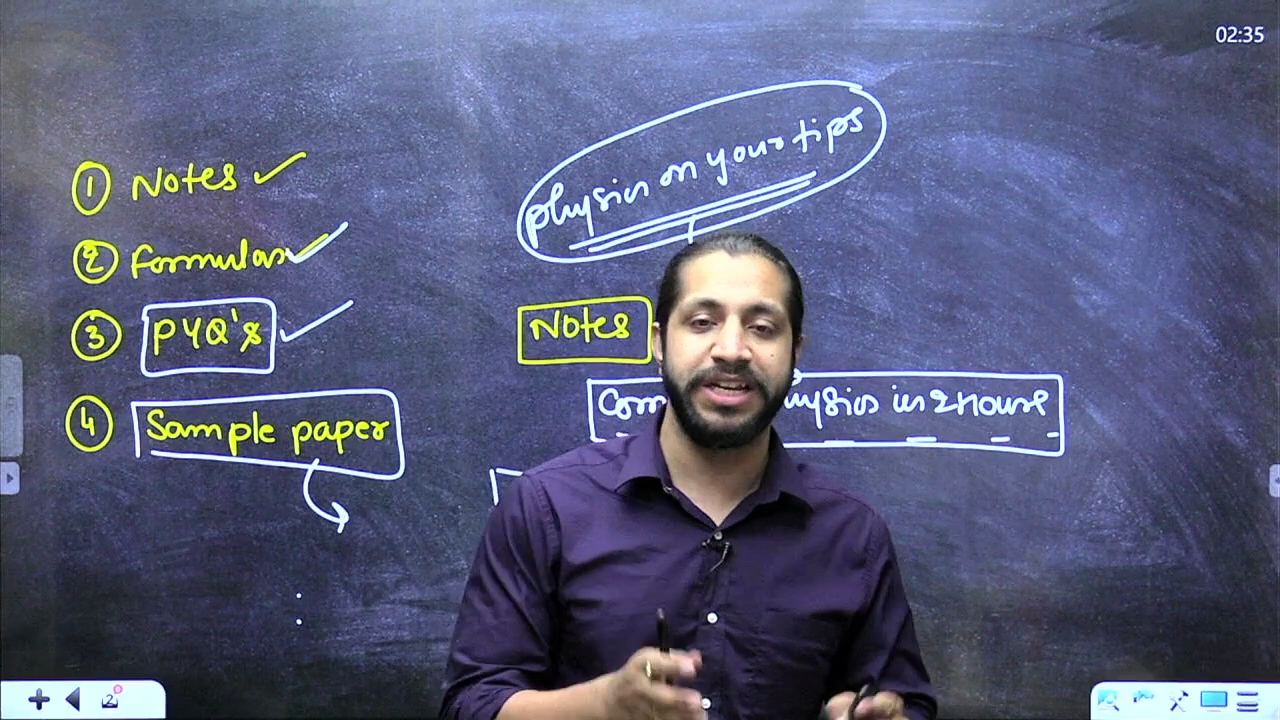 02:35
① Notes
② Formulas
③ PYQ's
④ Sample paper
physics on your tips
Notes
in 2 Hours
2